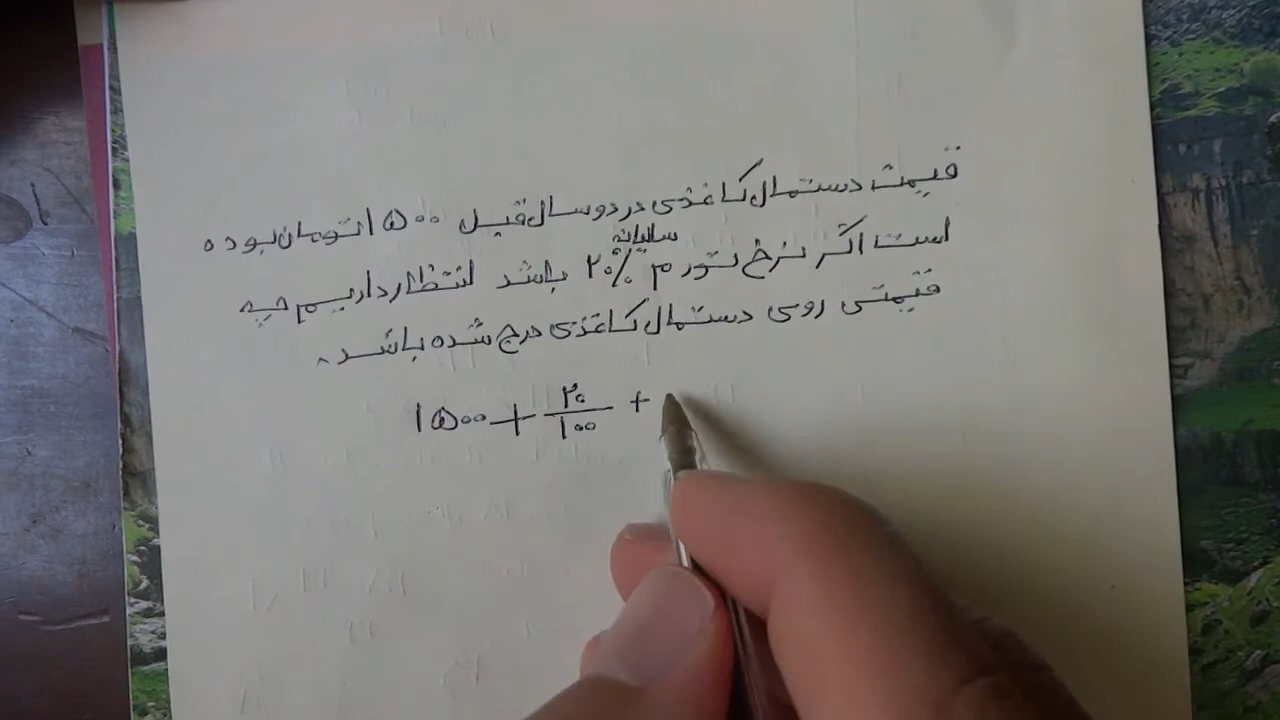 قیمت دستمال کاغذی در دو سال قبل ۱۵۰۰ تومان بوده
است اگر نرخ تورم سالیانه ۲۰٪ باشد انتظار داریم چه
قیمتی روی دستمال کاغذی درج شده باشد.
۱۵۰۰ + ۲۰/۱۰۰ +